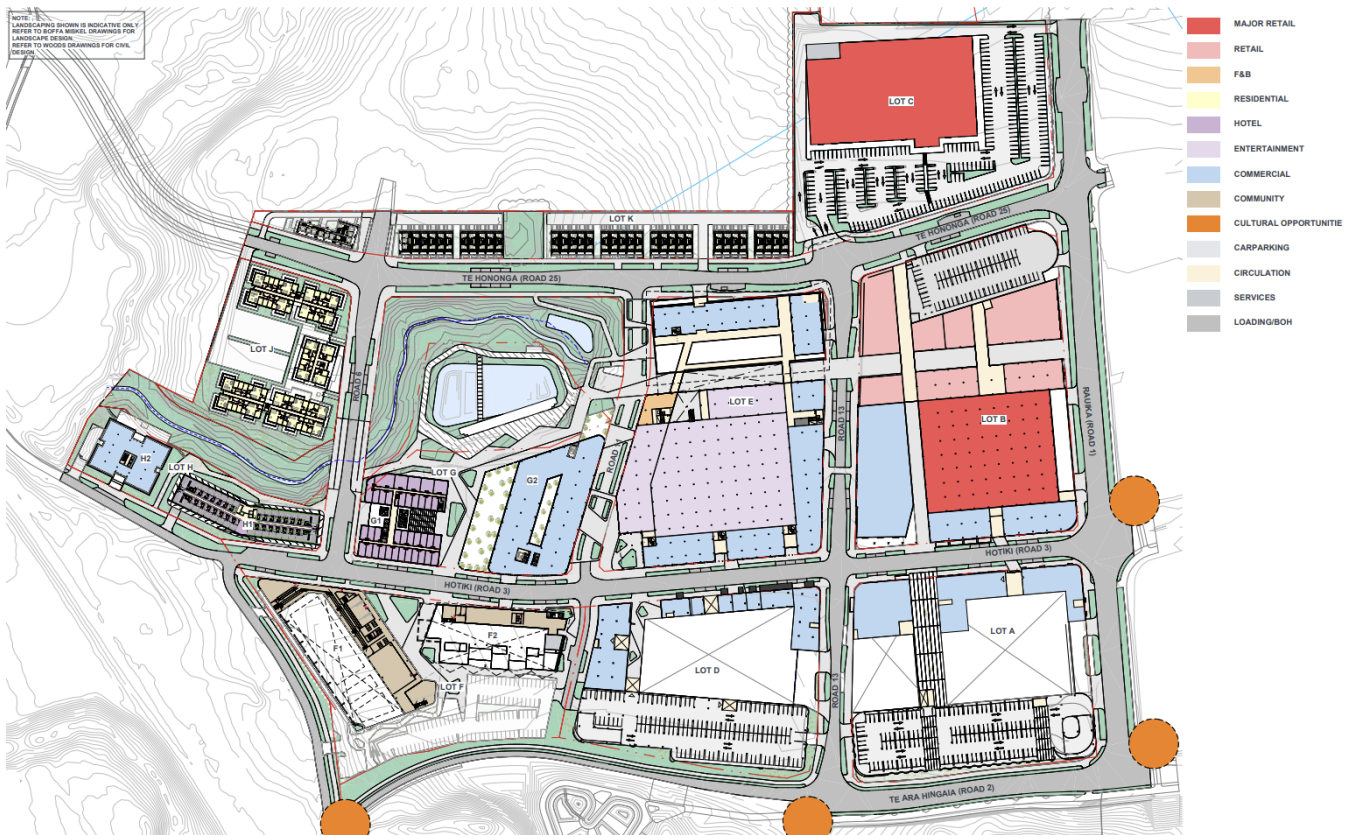 NOTE:
LANDSCAPING SHOWN IS INDICATIVE ONLY
REFER TO BOFFA MISKEL DRAWINGS FOR
LANDSCAPE DESIGN.
REFER TO WOODS DRAWINGS FOR CIVIL
DESIGN.
MAJOR RETAIL
RETAIL
F&B
RESIDENTIAL
HOTEL
ENTERTAINMENT
COMMERCIAL
COMMUNITY
CULTURAL OPPORTUNITIE
CARPARKING
CIRCULATION
SERVICES
LOADING/BOH
LOT C
LOT K
TE HONONGA (ROAD 25)
TE HONONGA (ROAD 25)
LOT J
ROAD 6
LOT E
ROAD 13
LOT B
RAUIKA (ROAD 1)
H2
LOT H
H1
LOT G
G1
G2
ROAD
HOTIKI (ROAD 3)
HOTIKI (ROAD 3)
F1
F2
LOT F
LOT D
LOT A
ROAD 13
TE ARA HINGAIA (ROAD 2)